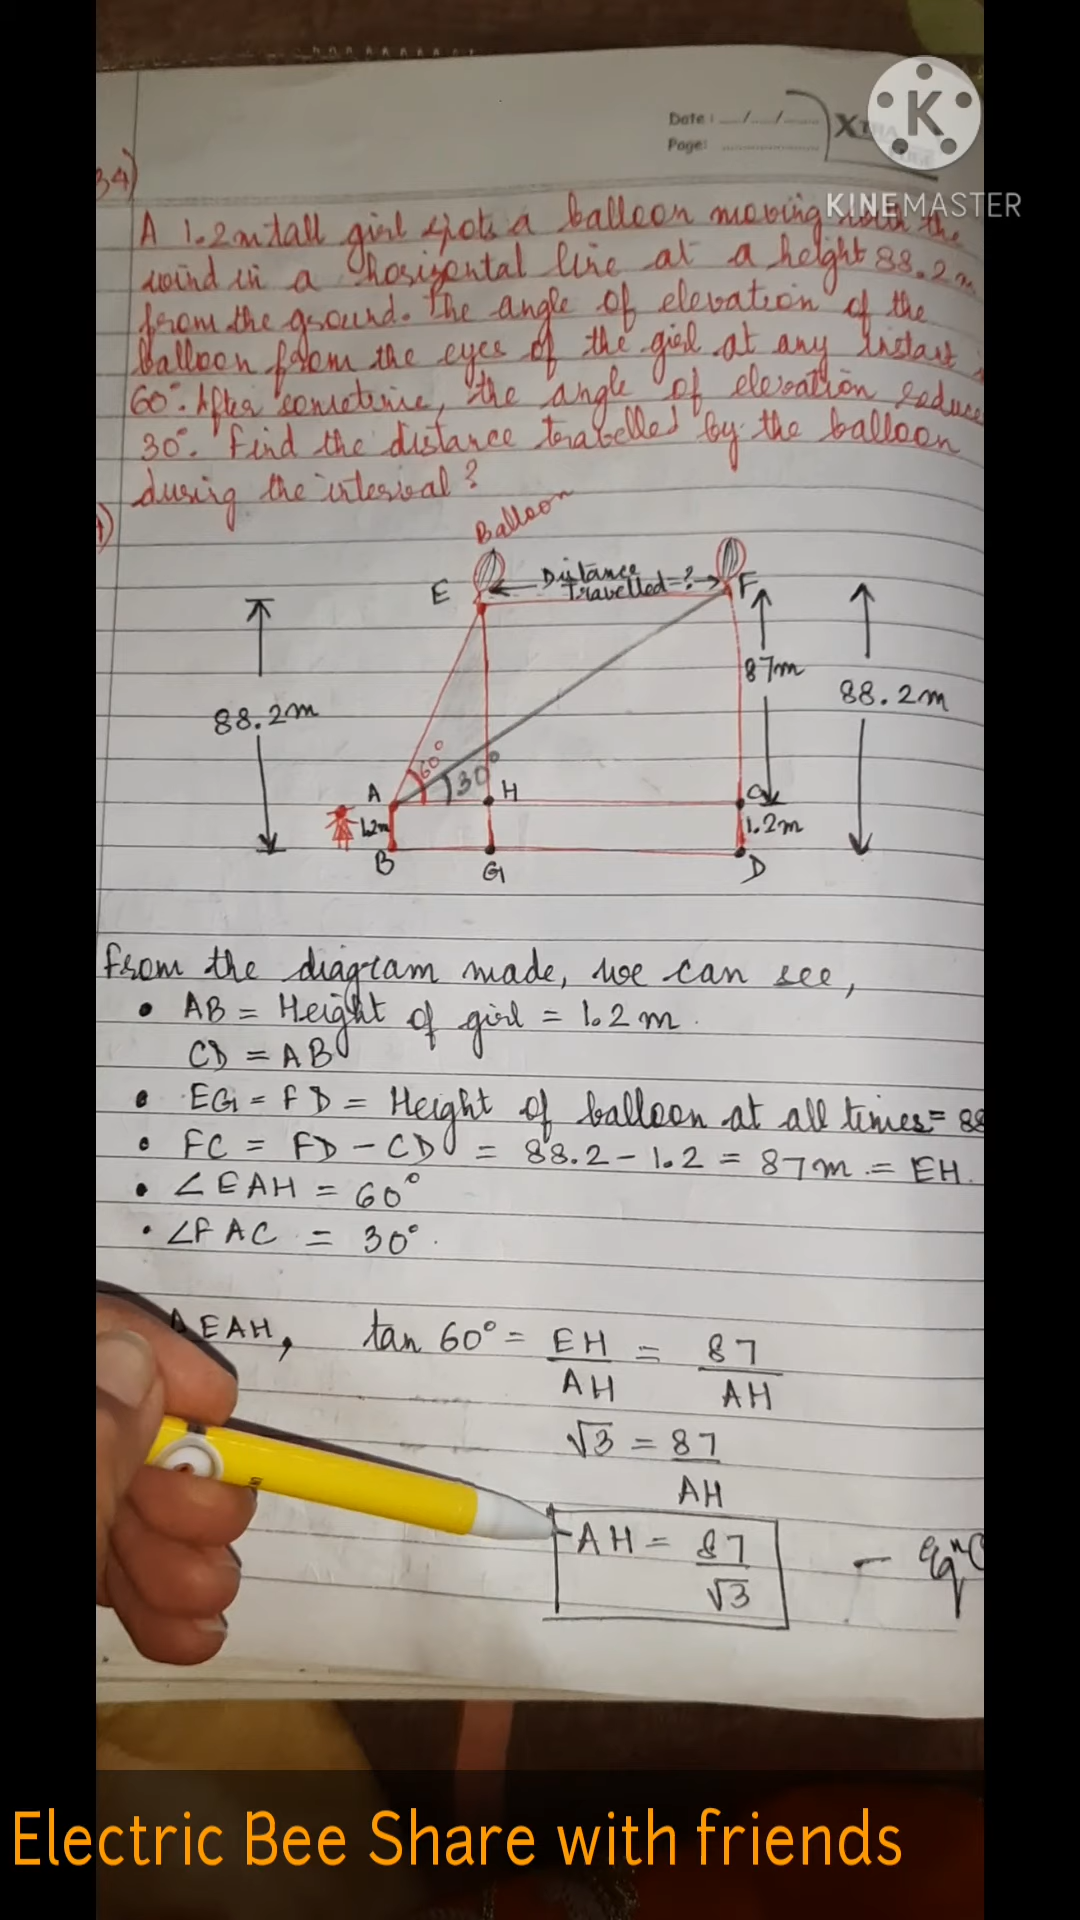 Date : ..../..../......
Page: ..................
K
KINEMASTER
34)
A 1.2m tall girl spots a balloon moving with the
wind in a horizontal line at a height 88.2m
from the ground. The angle of elevation of the
balloon from the eyes of the girl at any instant
60°. After sometime, the angle of elevation reduce
30°. Find the distance travelled by the balloon
during the interval?
Balloon
E
Distance
Travelled=?
F
87m
88.2m
88.2m
60°
30°
A
H
C
1.2m
1.2m
B
G
D
From the diagram made, we can see,
• AB = Height of girl = 1.2m.
CD = AB
• EG = FD = Height of balloon at all times = 88
• FC = FD - CD = 88.2 - 1.2 = 87m = EH.
• ∠EAH = 60°
• ∠FAC = 30°.
EAH, tan 60° = EH/AH = 87/AH
√3 = 87/AH
AH = 87/√3 - Eqⁿ
Electric Bee Share with friends